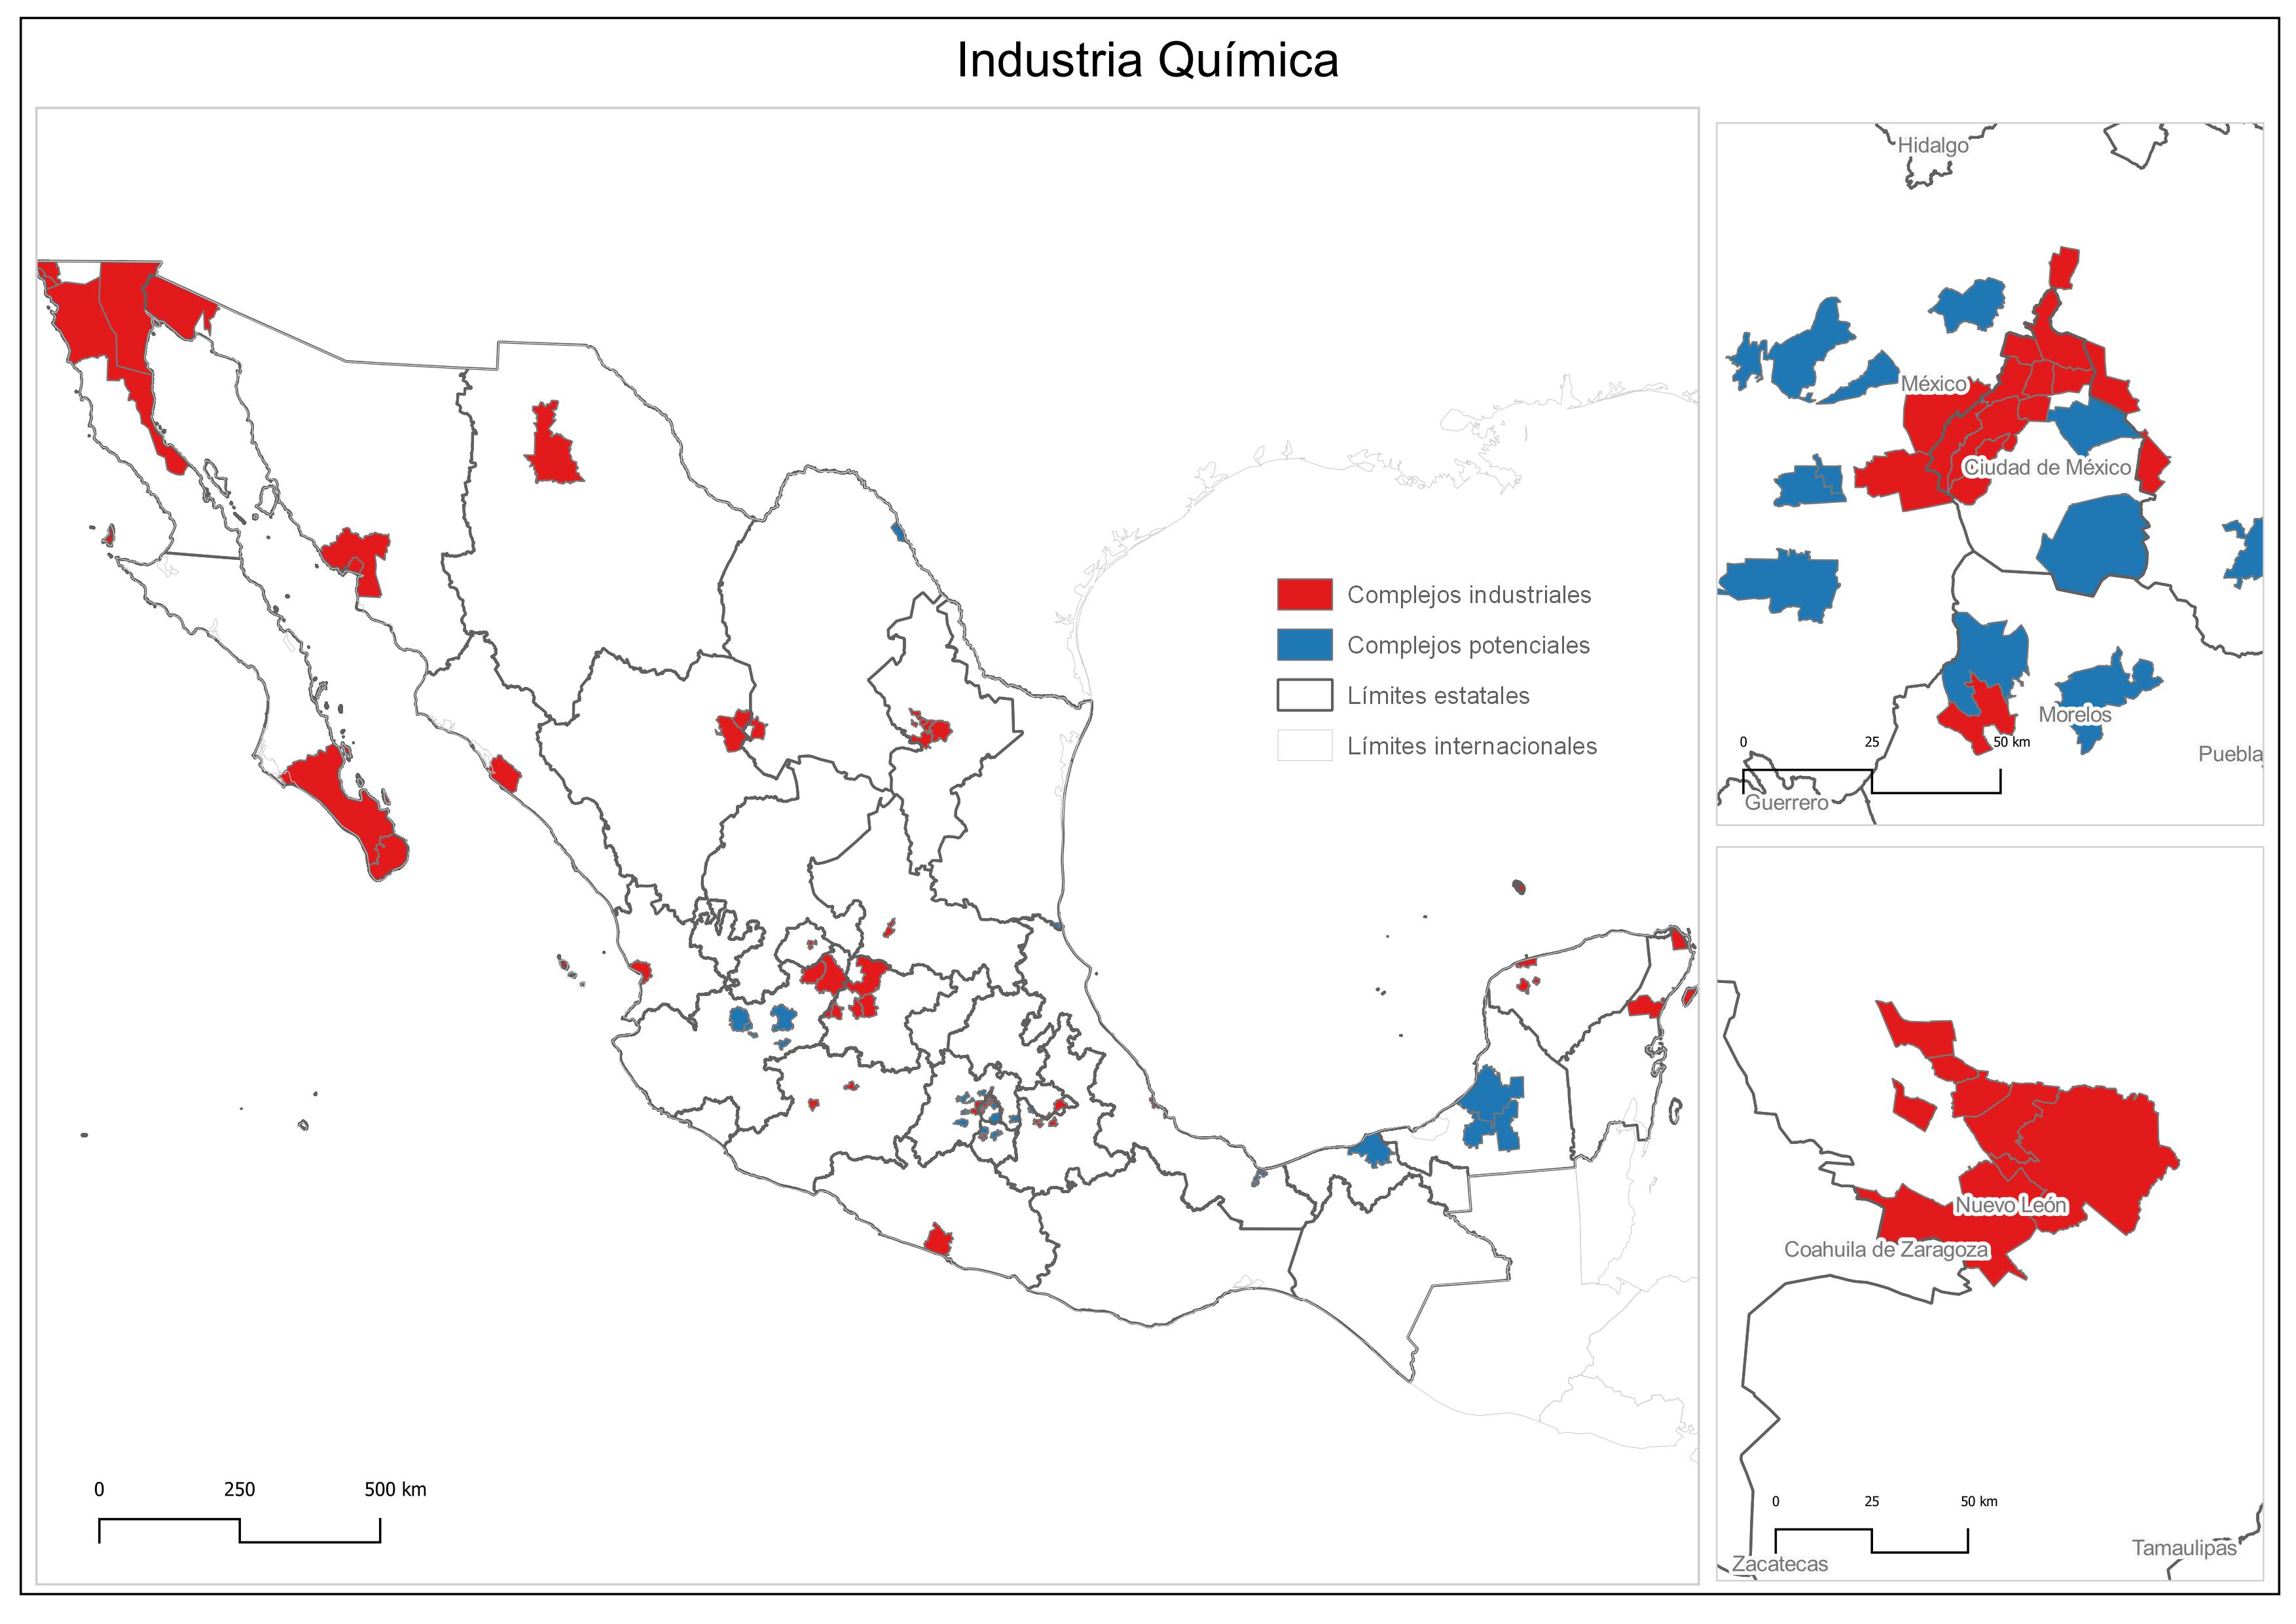 Industria Química
Complejos industriales
Complejos potenciales
Límites estatales
Límites internacionales
0 250 500 km
Hidalgo
México
Ciudad de México
Morelos
Puebla
Guerrero
0 25 50 km
Nuevo León
Coahuila de Zaragoza
0 25 50 km
Tamaulipas
Zacatecas